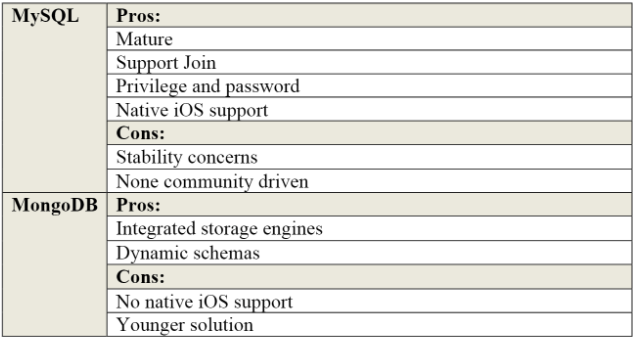 MySQL Pros:
Mature
Support Join
Privilege and password
Native iOS support
Cons:
Stability concerns
None community driven
MongoDB Pros:
Integrated storage engines
Dynamic schemas
Cons:
No native iOS support
Younger solution